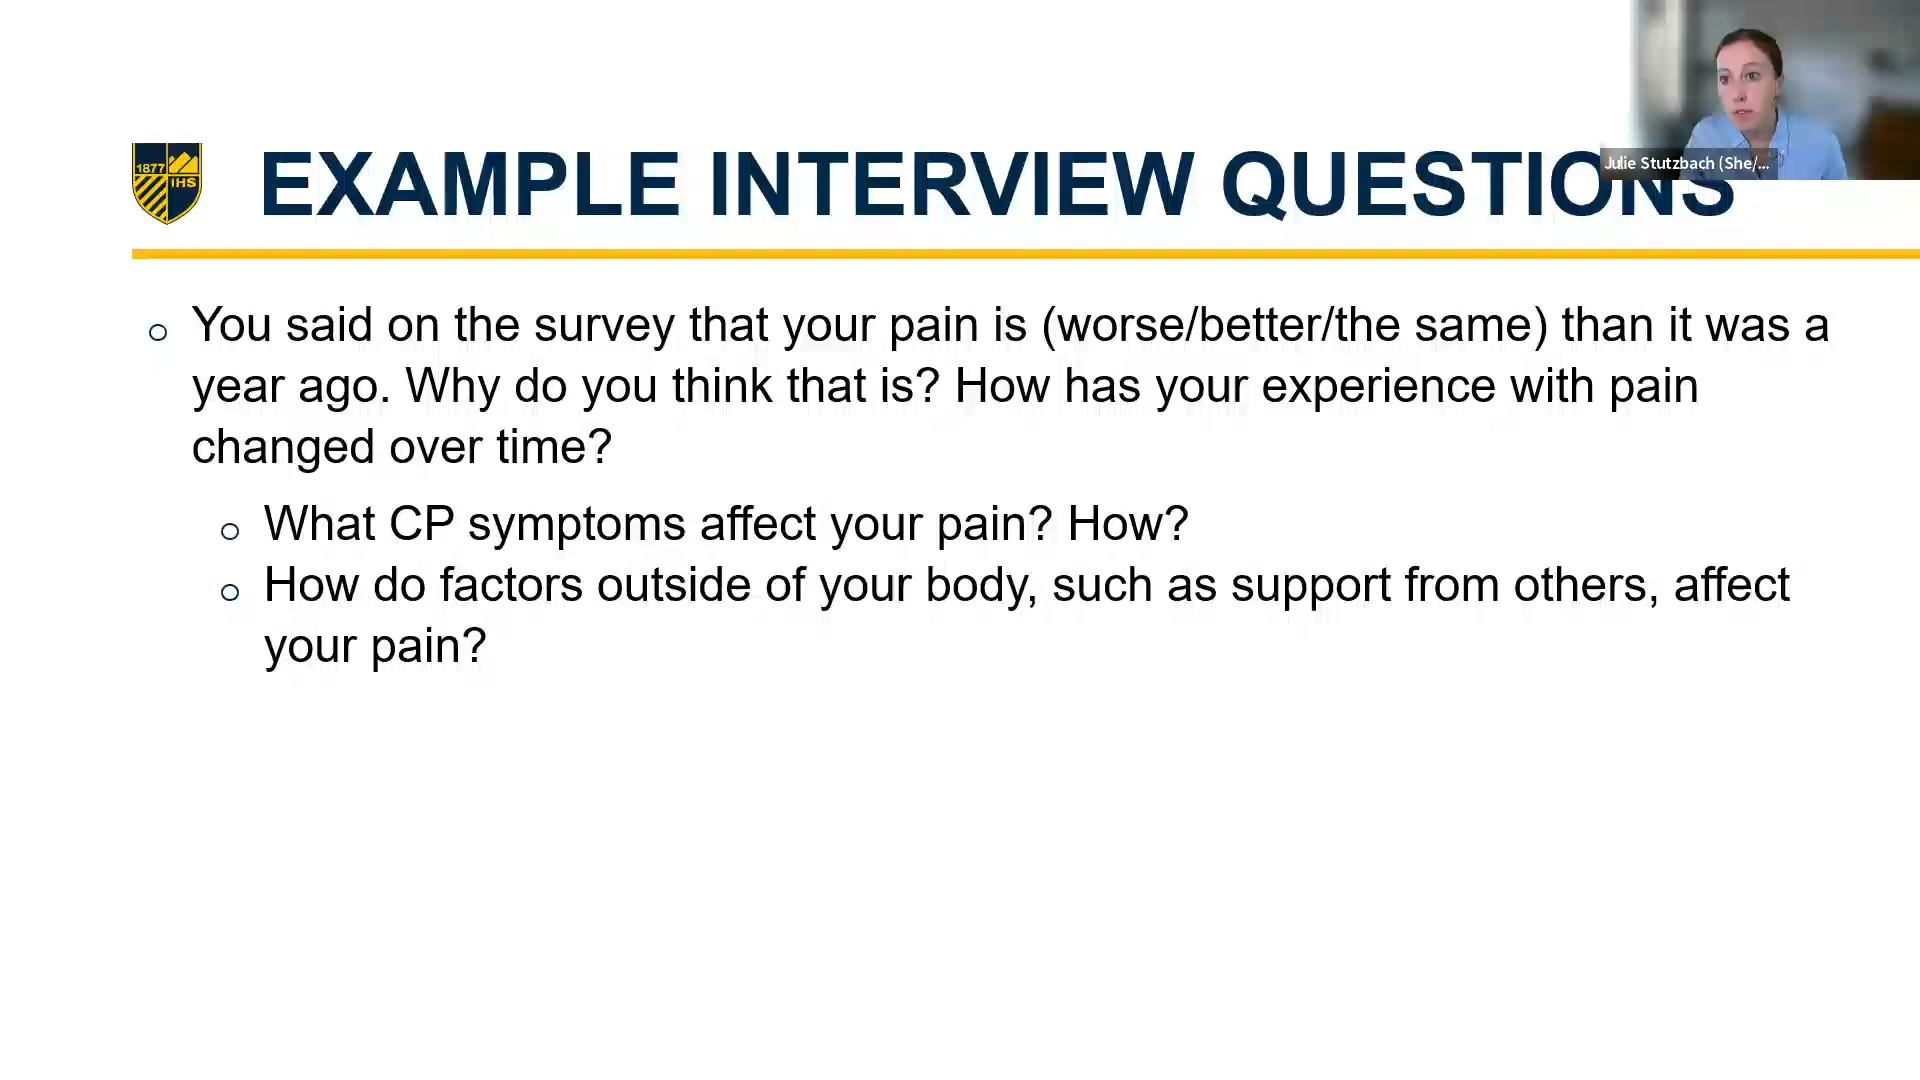 1877
IHS
EXAMPLE INTERVIEW QUESTIONS
Julie Stutzbach (She/...
You said on the survey that your pain is (worse/better/the same) than it was a
year ago. Why do you think that is? How has your experience with pain
changed over time?
What CP symptoms affect your pain? How?
How do factors outside of your body, such as support from others, affect
your pain?